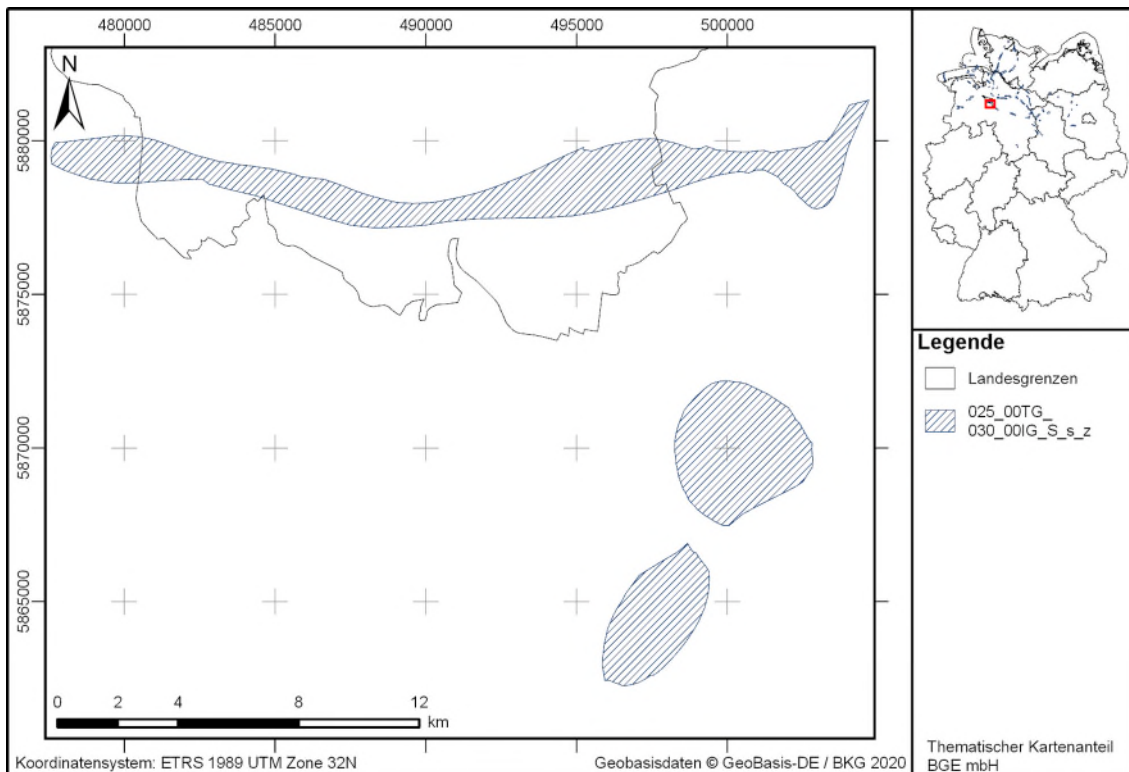 480000 485000 490000 495000 500000
N
5880000
5875000
5870000
5865000
0 2 4 8 12
km
Koordinatensystem: ETRS 1989 UTM Zone 32N
Geobasisdaten © GeoBasis-DE / BKG 2020
Legende
Landesgrenzen
025_00TG_
030_00IG_S_s_z
Thematischer Kartenanteil
BGE mbH